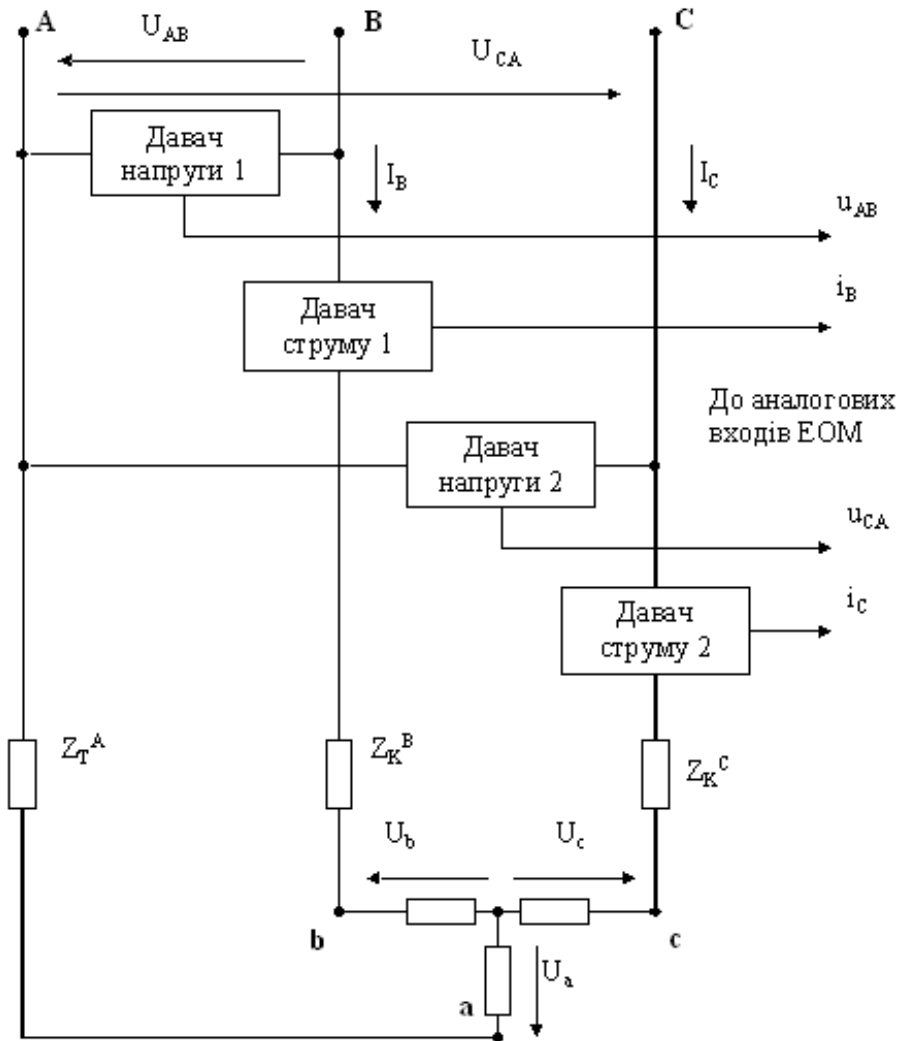 A
B
C
U_AB
U_CA
Давач
напруги 1
I_B
I_C
u_AB
Давач
струму 1
i_B
До аналогових
входів ЕОМ
Давач
напруги 2
u_CA
Давач
струму 2
i_C
Z_T^A
Z_K^B
Z_K^C
U_b
U_c
b
c
a
U_a